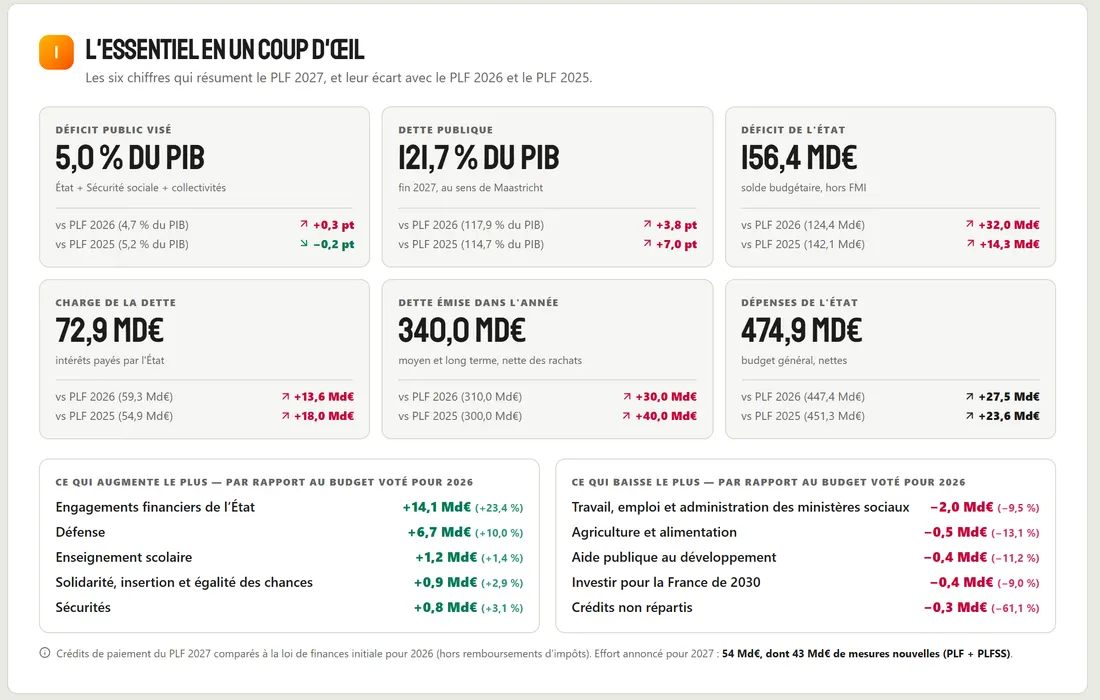 I
L'ESSENTIEL EN UN COUP D'ŒIL
Les six chiffres qui résument le PLF 2027, et leur écart avec le PLF 2026 et le PLF 2025.
DÉFICIT PUBLIC VISÉ
5,0 % DU PIB
État + Sécurité sociale + collectivités
vs PLF 2026 (4,7 % du PIB) ↗ +0,3 pt
vs PLF 2025 (5,2 % du PIB) ↘ −0,2 pt
DETTE PUBLIQUE
121,7 % DU PIB
fin 2027, au sens de Maastricht
vs PLF 2026 (117,9 % du PIB) ↗ +3,8 pt
vs PLF 2025 (114,7 % du PIB) ↗ +7,0 pt
DÉFICIT DE L'ÉTAT
156,4 MD€
solde budgétaire, hors FMI
vs PLF 2026 (124,4 Md€) ↗ +32,0 Md€
vs PLF 2025 (142,1 Md€) ↗ +14,3 Md€
CHARGE DE LA DETTE
72,9 MD€
intérêts payés par l'État
vs PLF 2026 (59,3 Md€) ↗ +13,6 Md€
vs PLF 2025 (54,9 Md€) ↗ +18,0 Md€
DETTE ÉMISE DANS L'ANNÉE
340,0 MD€
moyen et long terme, nette des rachats
vs PLF 2026 (310,0 Md€) ↗ +30,0 Md€
vs PLF 2025 (300,0 Md€) ↗ +40,0 Md€
DÉPENSES DE L'ÉTAT
474,9 MD€
budget général, nettes
vs PLF 2026 (447,4 Md€) ↗ +27,5 Md€
vs PLF 2025 (451,3 Md€) ↗ +23,6 Md€
CE QUI AUGMENTE LE PLUS — PAR RAPPORT AU BUDGET VOTÉ POUR 2026
Engagements financiers de l'État +14,1 Md€ (+23,4 %)
Défense +6,7 Md€ (+10,0 %)
Enseignement scolaire +1,2 Md€ (+1,4 %)
Solidarité, insertion et égalité des chances +0,9 Md€ (+2,9 %)
Sécurités +0,8 Md€ (+3,1 %)
CE QUI BAISSE LE PLUS — PAR RAPPORT AU BUDGET VOTÉ POUR 2026
Travail, emploi et administration des ministères sociaux −2,0 Md€ (−9,5 %)
Agriculture et alimentation −0,5 Md€ (−13,1 %)
Aide publique au développement −0,4 Md€ (−11,2 %)
Investir pour la France de 2030 −0,4 Md€ (−9,0 %)
Crédits non répartis −0,3 Md€ (−61,1 %)
Crédits de paiement du PLF 2027 comparés à la loi de finances initiale pour 2026 (hors remboursements d'impôts). Effort annoncé pour 2027 : 54 Md€, dont 43 Md€ de mesures nouvelles (PLF + PLFSS).